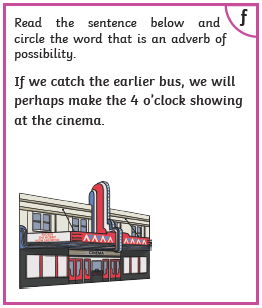 f
Read the sentence below and
circle the word that is an adverb of
possibility.
If we catch the earlier bus, we will
perhaps make the 4 o'clock showing
at the cinema.